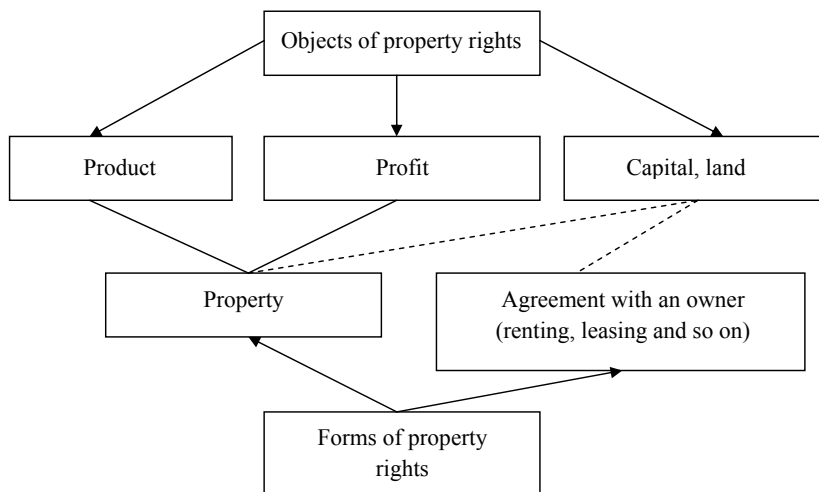 Objects of property rights
Product
Profit
Capital, land
Property
Agreement with an owner
(renting, leasing and so on)
Forms of property
rights